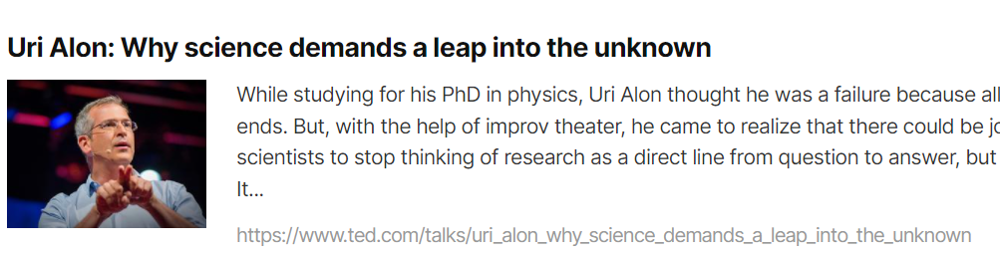 Uri Alon: Why science demands a leap into the unknown
While studying for his PhD in physics, Uri Alon thought he was a failure because all
ends. But, with the help of improv theater, he came to realize that there could be
scientists to stop thinking of research as a direct line from question to answer, but
It...
https://www.ted.com/talks/uri_alon_why_science_demands_a_leap_into_the_unknown